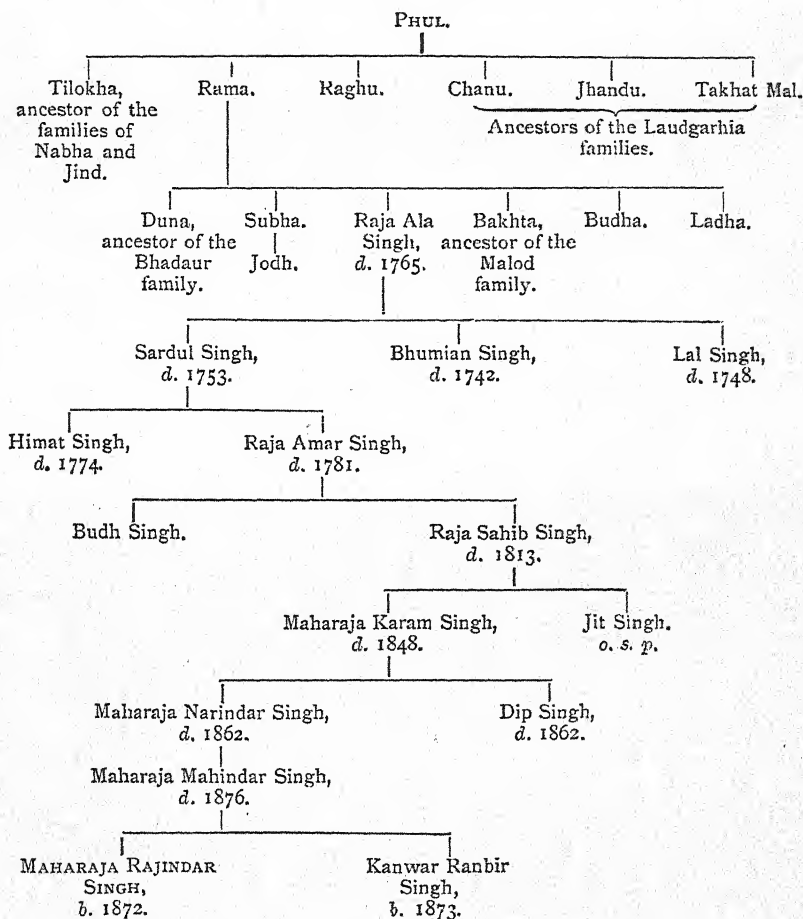 PHUL.
Tilokha, Rama. Raghu. Chanu. Jhandu. Takhat Mal.
ancestor of the
families of
Nabha and
Jind.
Ancestors of the Laudgarhia
families.
Duna, Subha. Raja Ala Bakhta, Budha. Ladha.
ancestor of the Singh, ancestor of the
Bhadaur Jodh. d. 1765. Malod
family. family.
Sardul Singh, Bhumian Singh, Lal Singh,
d. 1753. d. 1742. d. 1748.
Himat Singh, Raja Amar Singh,
d. 1774. d. 1781.
Budh Singh. Raja Sahib Singh,
d. 1813.
Maharaja Karam Singh, Jit Singh.
d. 1848. o. s. p.
Maharaja Narindar Singh, Dip Singh,
d. 1862. d. 1862.
Maharaja Mahindar Singh,
d. 1876.
MAHARAJA RAJINDAR Kanwar Ranbir
SINGH, Singh,
b. 1872. b. 1873.